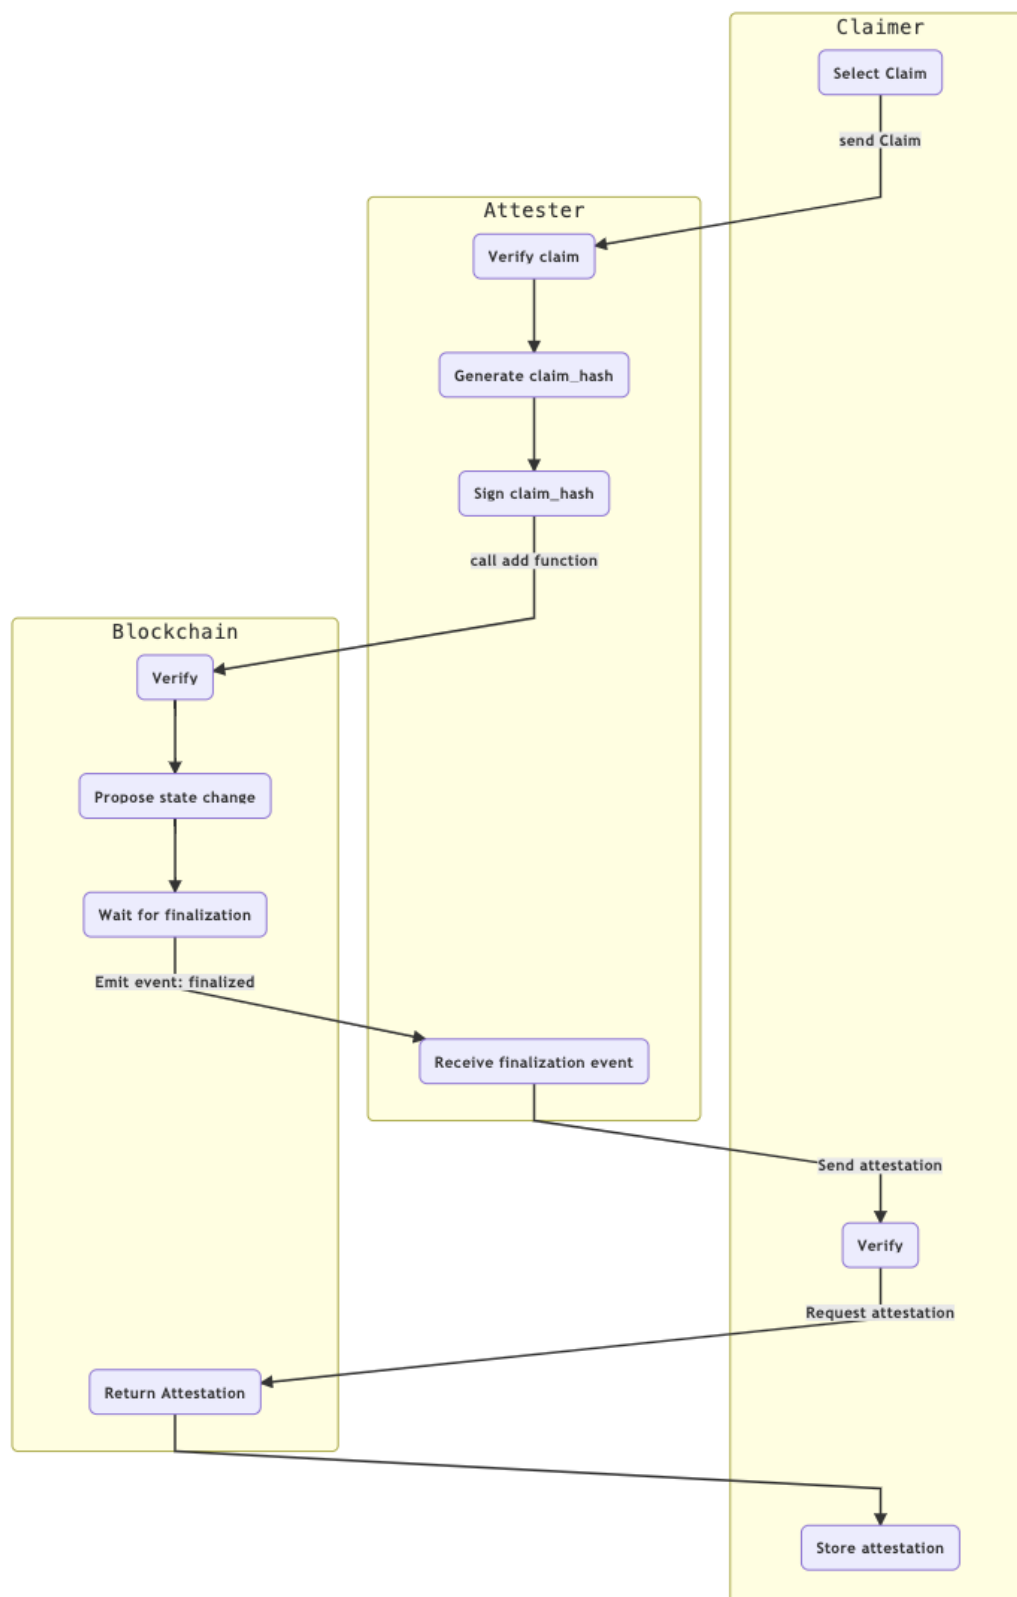 Claimer
Select Claim
send Claim
Attester
Verify claim
Generate claim_hash
Sign claim_hash
call add function
Blockchain
Verify
Propose state change
Wait for finalization
Emit event: finalized
Receive finalization event
Send attestation
Verify
Request attestation
Return Attestation
Store attestation